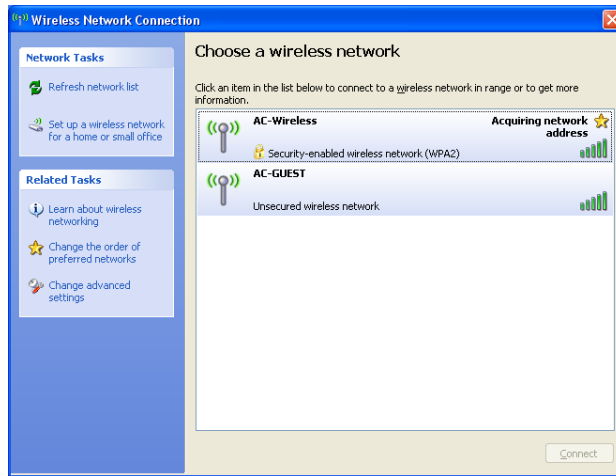 Wireless Network Connection
Network Tasks
Refresh network list
Set up a wireless network
for a home or small office
Related Tasks
Learn about wireless
networking
Change the order of
preferred networks
Change advanced
settings
Choose a wireless network
Click an item in the list below to connect to a wireless network in range or to get more
information.
AC-Wireless
Acquiring network
address
Security-enabled wireless network (WPA2)
AC-GUEST
Unsecured wireless network
Connect